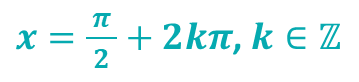 x = π/2 + 2kπ, k ∈ ℤ